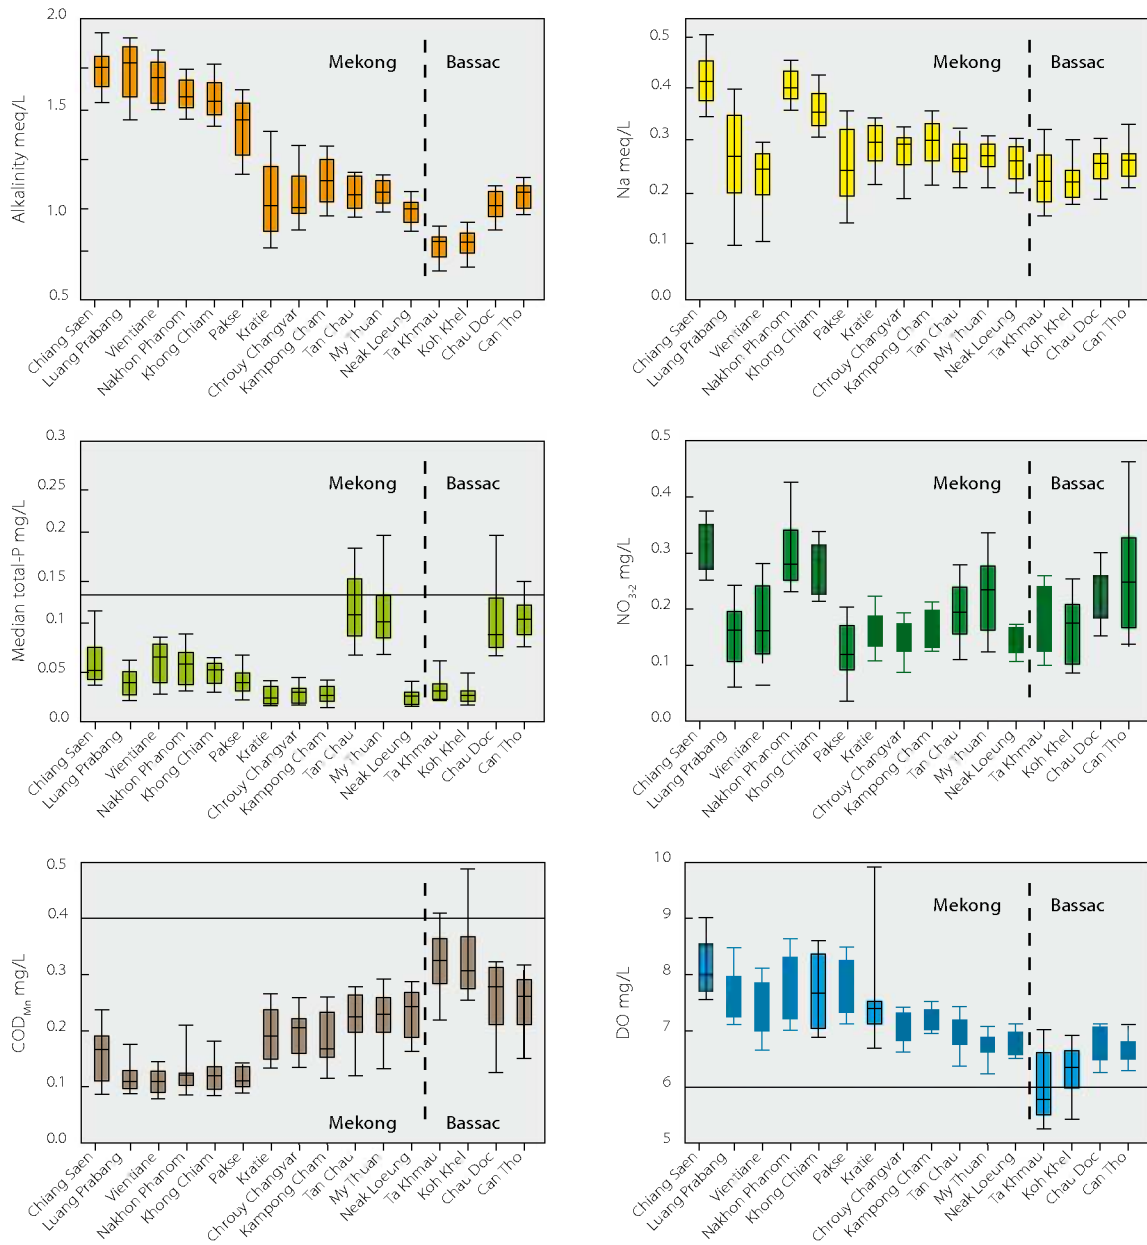 Alkalinity meq/L
2.0
1.5
1.0
0.5
Mekong
Bassac
Chiang Saen
Luang Prabang
Vientiane
Nakhon Phanom
Khong Chiam
Pakse
Kratie
Chrouy Changvar
Kampong Cham
Tan Chau
My Thuan
Neak Loeung
Ta Khmau
Koh Khel
Chau Doc
Can Tho
Na meq/L
0.5
0.4
0.3
0.2
0.1
0.0
Mekong
Bassac
Chiang Saen
Luang Prabang
Vientiane
Nakhon Phanom
Khong Chiam
Pakse
Kratie
Chrouy Changvar
Kampong Cham
Tan Chau
My Thuan
Neak Loeung
Ta Khmau
Koh Khel
Chau Doc
Can Tho
Median total-P mg/L
0.3
0.25
0.2
0.15
0.1
0.05
0.0
Mekong
Bassac
Chiang Saen
Luang Prabang
Vientiane
Nakhon Phanom
Khong Chiam
Pakse
Kratie
Chrouy Changvar
Kampong Cham
Tan Chau
My Thuan
Neak Loeung
Ta Khmau
Koh Khel
Chau Doc
Can Tho
NO3-2 mg/L
0.5
0.4
0.3
0.2
0.1
0.0
Mekong
Bassac
Chiang Saen
Luang Prabang
Vientiane
Nakhon Phanom
Khong Chiam
Pakse
Kratie
Chrouy Changvar
Kampong Cham
Tan Chau
My Thuan
Neak Loeung
Ta Khmau
Koh Khel
Chau Doc
Can Tho
CODMn mg/L
0.5
0.4
0.3
0.2
0.1
0.0
Mekong
Bassac
Chiang Saen
Luang Prabang
Vientiane
Nakhon Phanom
Khong Chiam
Pakse
Kratie
Chrouy Changvar
Kampong Cham
Tan Chau
My Thuan
Neak Loeung
Ta Khmau
Koh Khel
Chau Doc
Can Tho
DO mg/L
10
9
8
7
6
5
Mekong
Bassac
Chiang Saen
Luang Prabang
Vientiane
Nakhon Phanom
Khong Chiam
Pakse
Kratie
Chrouy Changvar
Kampong Cham
Tan Chau
My Thuan
Neak Loeung
Ta Khmau
Koh Khel
Chau Doc
Can Tho